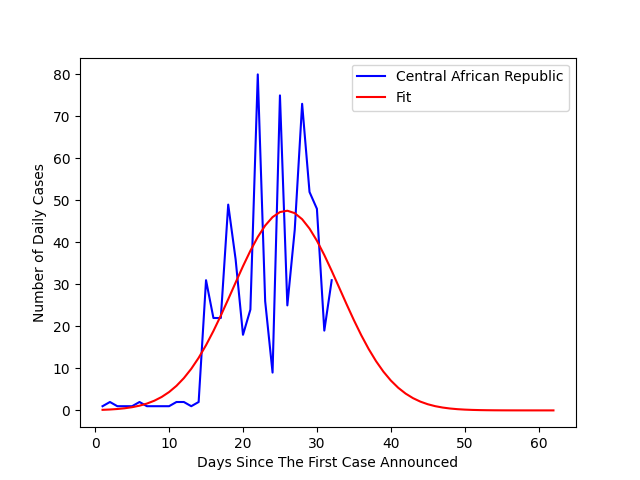 Central African Republic
Fit
80
70
60
50
40
30
20
10
0
Number of Daily Cases
0 10 20 30 40 50 60
Days Since The First Case Announced